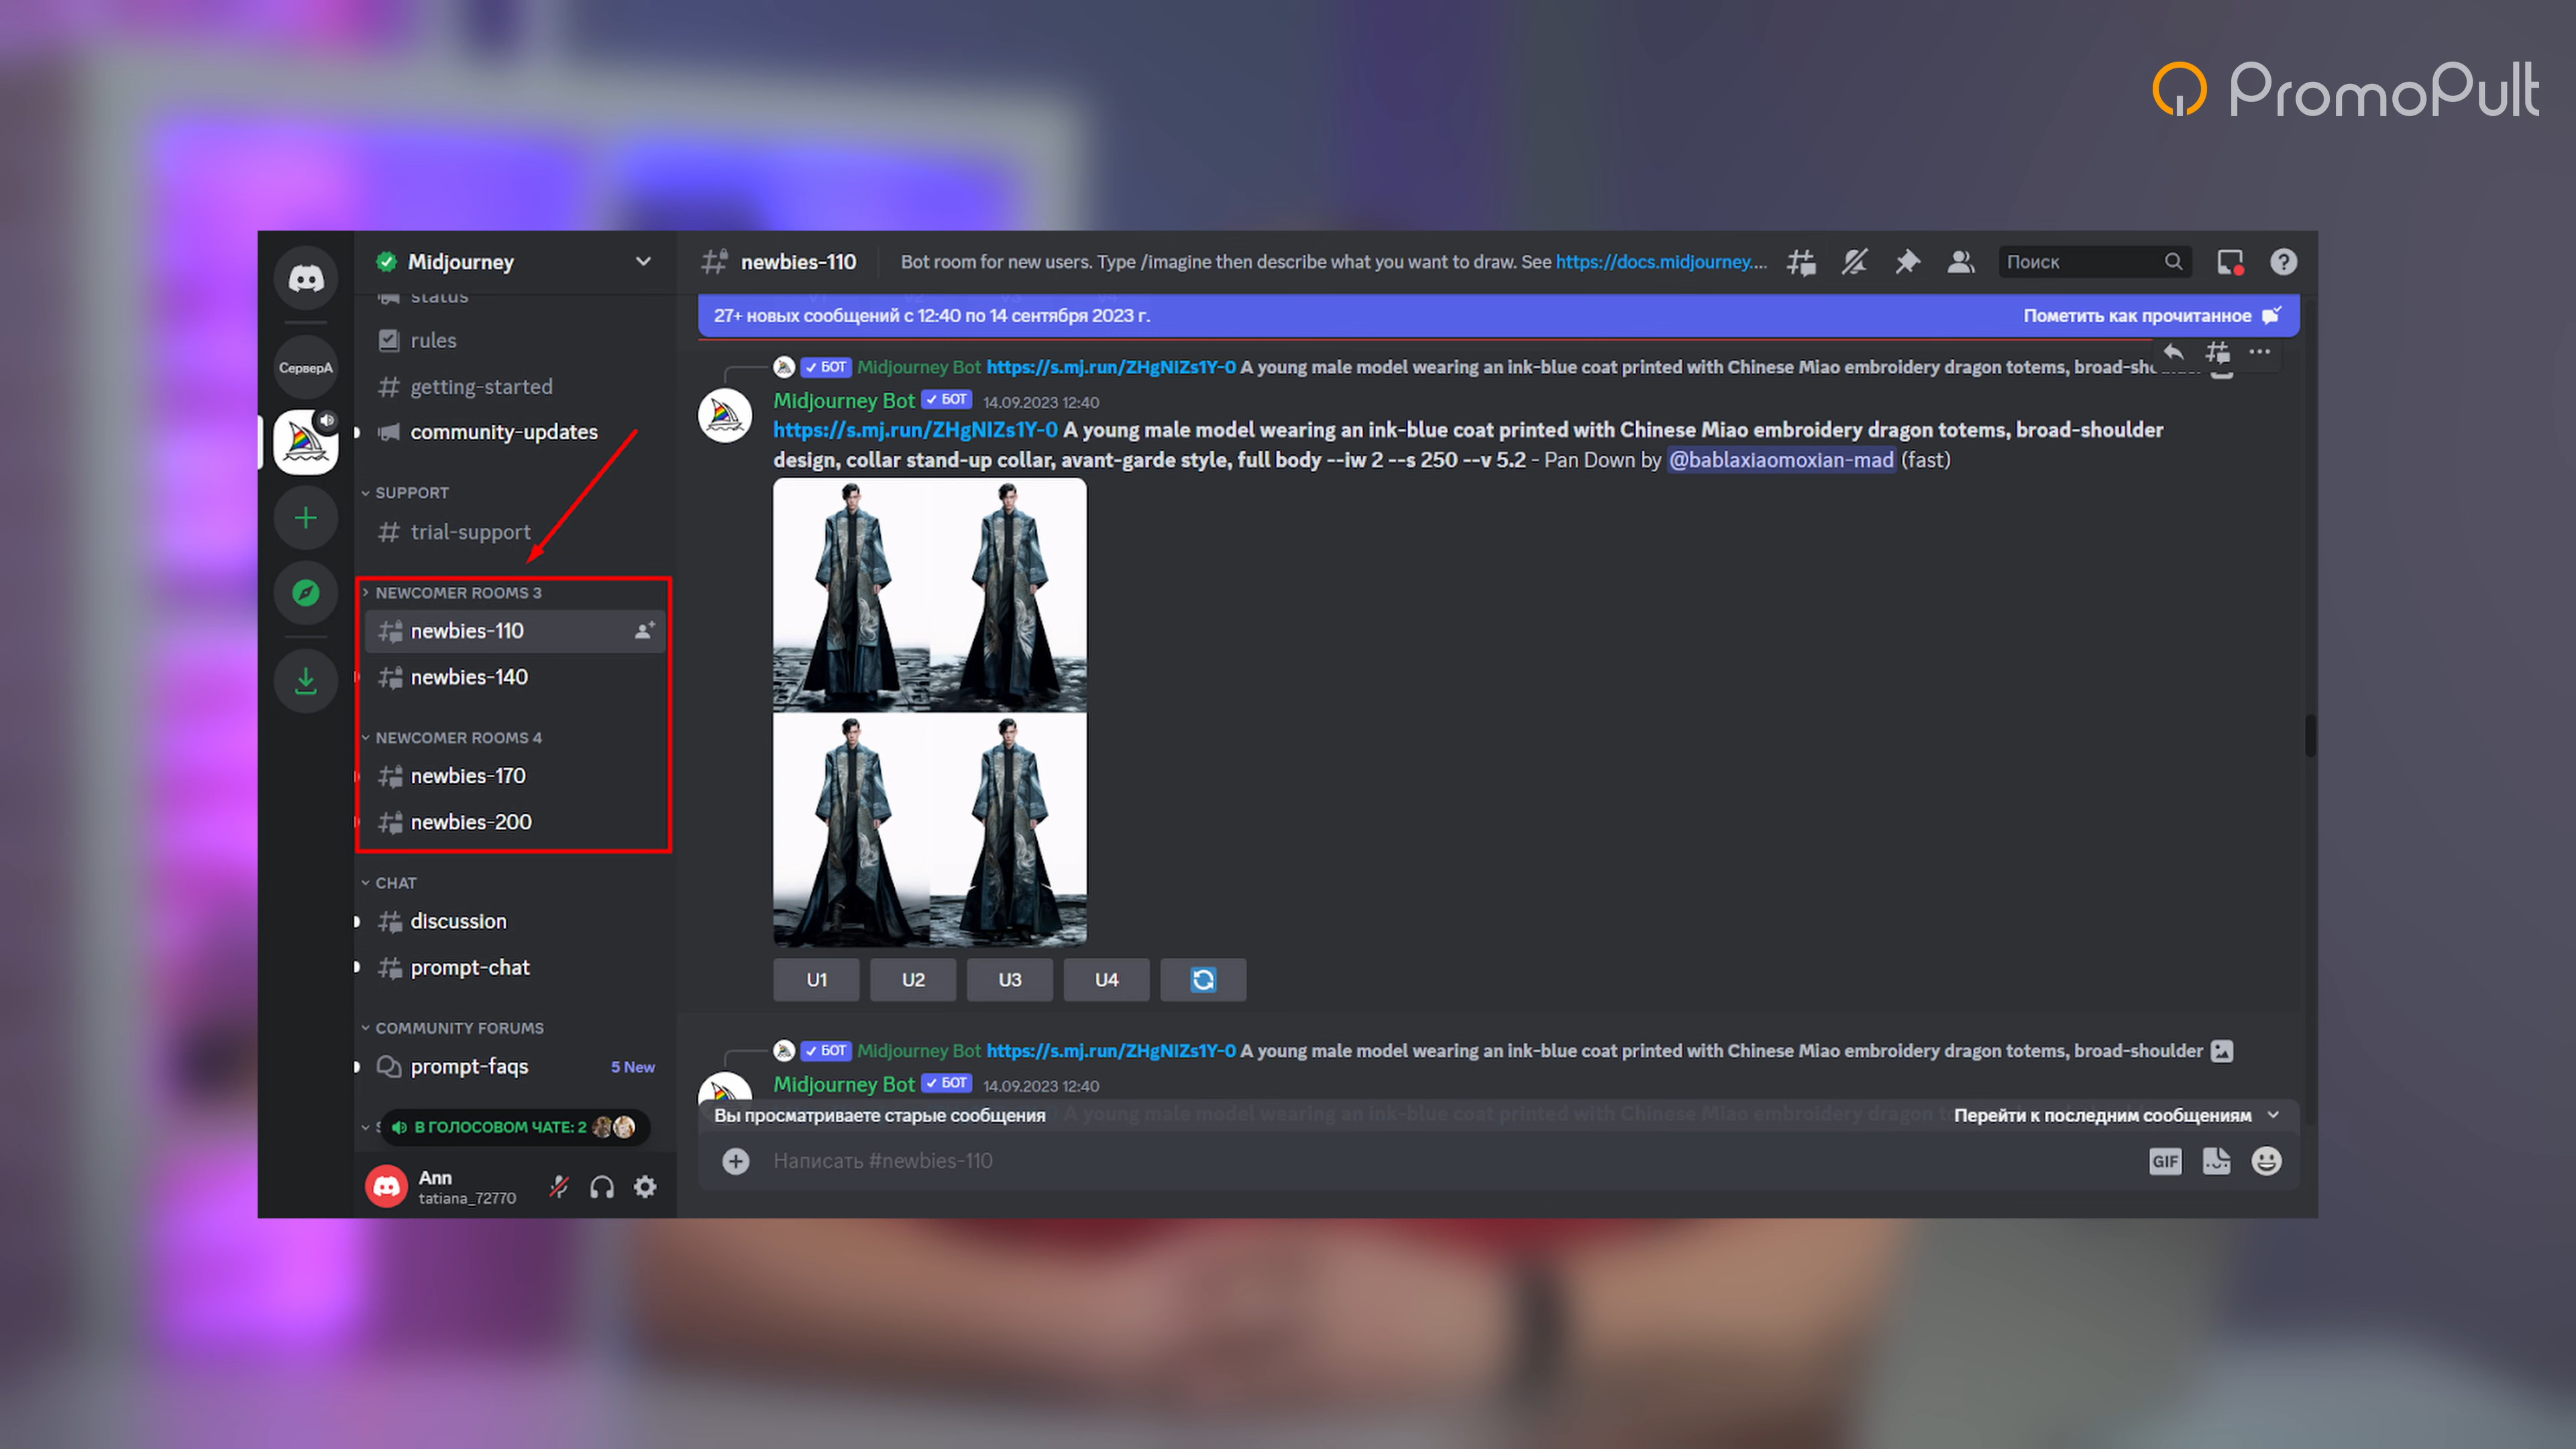 PromoPult
Midjourney
status
rules
getting-started
community-updates
SUPPORT
trial-support
NEWCOMER ROOMS 3
newbies-110
newbies-140
NEWCOMER ROOMS 4
newbies-170
newbies-200
CHAT
discussion
prompt-chat
COMMUNITY FORUMS
prompt-faqs 5 New
В ГОЛОСОВОМ ЧАТЕ: 2
Ann
tatiana_72770
СерверА
newbies-110 Bot room for new users. Type /imagine then describe what you want to draw. See https://docs.midjourney.... Поиск
27+ новых сообщений с 12:40 по 14 сентября 2023 г. Пометить как прочитанное
БОТ Midjourney Bot https://s.mj.run/ZHgNIZs1Y-0 A young male model wearing an ink-blue coat printed with Chinese Miao embroidery dragon totems,
Midjourney Bot БОТ 14.09.2023 12:40
https://s.mj.run/ZHgNIZs1Y-0 A young male model wearing an ink-blue coat printed with Chinese Miao embroidery dragon totems, broad-shoulder
design, collar stand-up collar, avant-garde style, full body --iw 2 --s 250 --v 5.2 - Pan Down by @bablaxiaomoxian-mad (fast)
U1 U2 U3 U4
БОТ Midjourney Bot https://s.mj.run/ZHgNIZs1Y-0 A young male model wearing an ink-blue coat printed with Chinese Miao embroidery dragon totems, broad-shoulder
Midjourney Bot БОТ 14.09.2023 12:40
Вы просматриваете старые сообщения Перейти к последним сообщениям
Написать #newbies-110
GIF